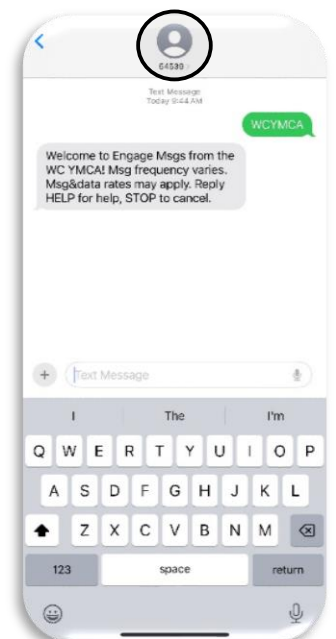 64590
Text Message
Today 9:44 AM
WCYMCA
Welcome to Engage Msgs from the
WC YMCA! Msg frequency varies.
Msg&data rates may apply. Reply
HELP for help, STOP to cancel.
Text Message
I The I'm
Q W E R T Y U I O P
A S D F G H J K L
Z X C V B N M
123 space return